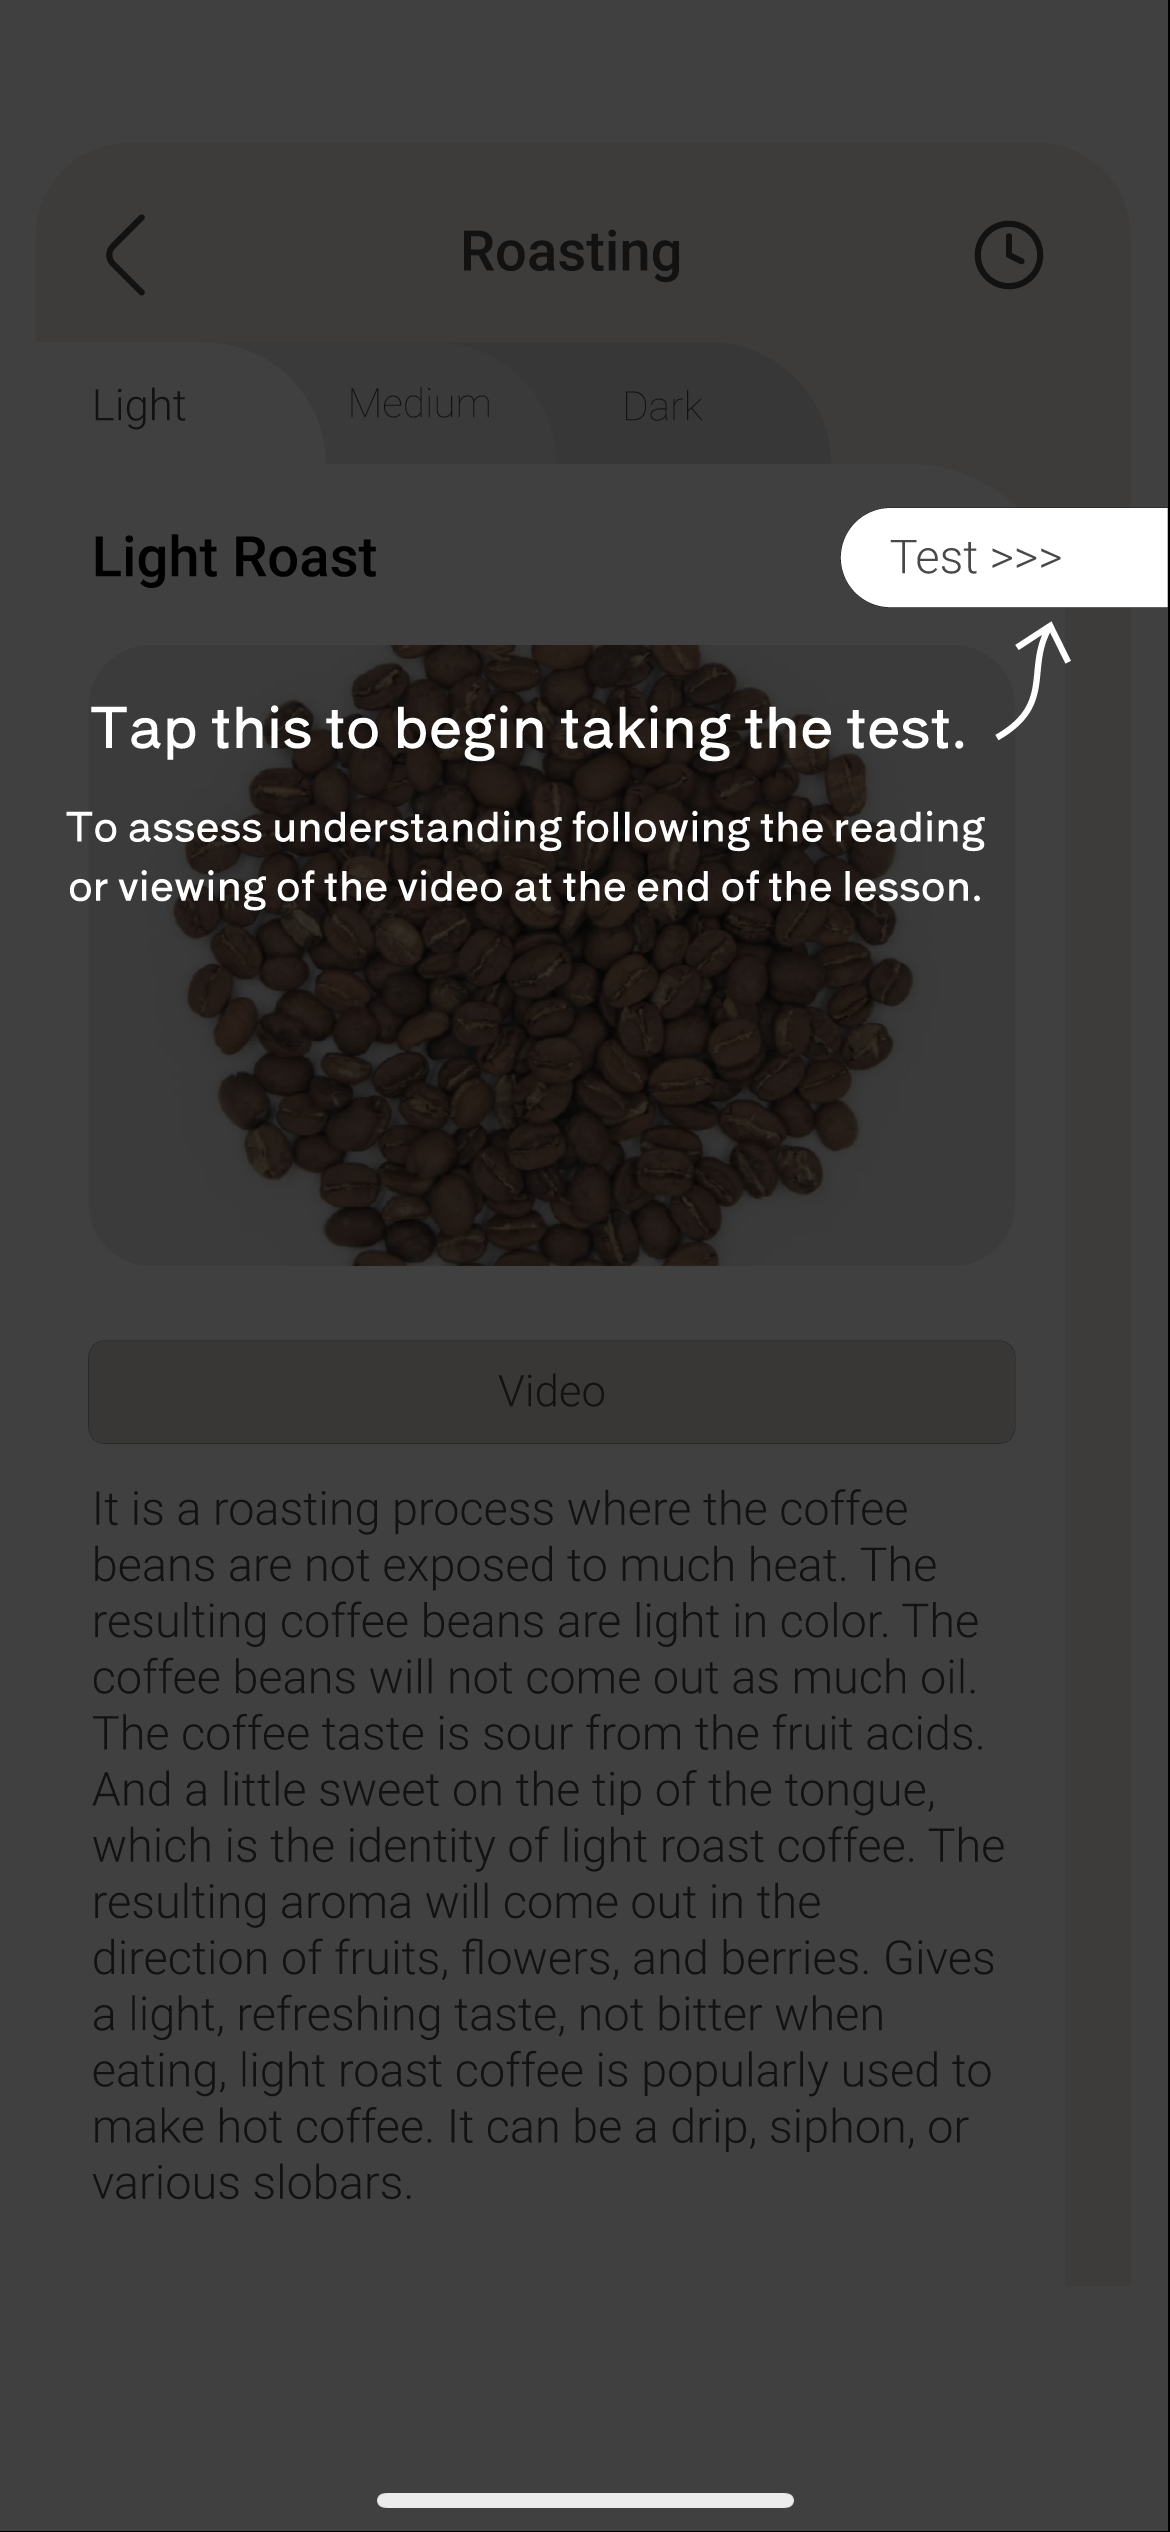 Roasting
Light
Medium
Dark
Light Roast
Test >>>
Tap this to begin taking the test.
To assess understanding following the reading
or viewing of the video at the end of the lesson.
Video
It is a roasting process where the coffee
beans are not exposed to much heat. The
resulting coffee beans are light in color. The
coffee beans will not come out as much oil.
The coffee taste is sour from the fruit acids.
And a little sweet on the tip of the tongue,
which is the identity of light roast coffee. The
resulting aroma will come out in the
direction of fruits, flowers, and berries. Gives
a light, refreshing taste, not bitter when
eating, light roast coffee is popularly used to
make hot coffee. It can be a drip, siphon, or
various slobars.